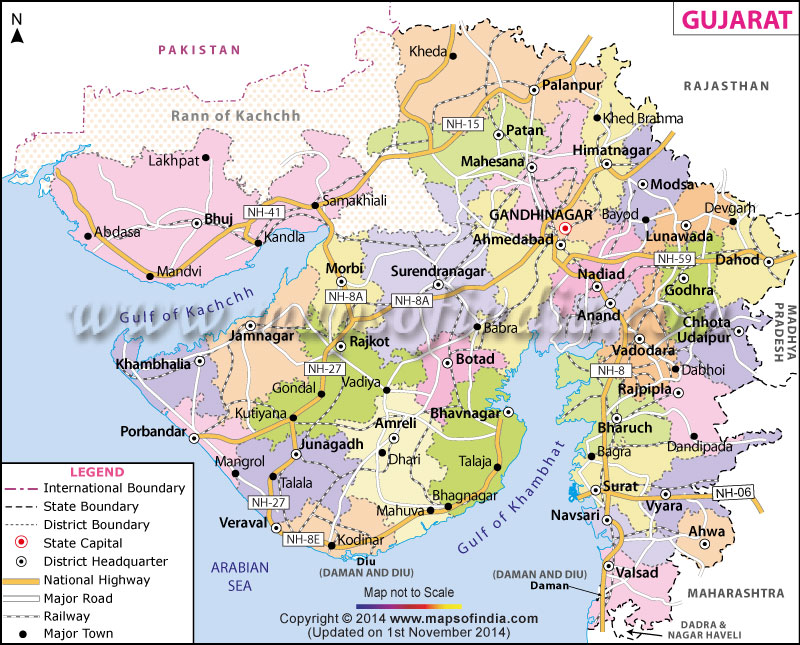 GUJARAT
N
PAKISTAN
Kheda
Palanpur
RAJASTHAN
Rann of Kachchh
NH-15
Patan
Khed Brahma
Lakhpat
Mahesana
Himatnagar
Modsa
Samakhiali
NH-41
Bhuj
GANDHINAGAR
Bayod
Devgarh
Abdasa
Kandla
Ahmedabad
Lunawada
Mandvi
Morbi
Surendranagar
Nadiad
NH-59
Dahod
Gulf of Kachchh
NH-8A
NH-8A
Anand
Godhra
www.mapsofindia.com
Jamnagar
Rajkot
Babra
Chhota
Udaipur
MADHYA
PRADESH
Khambhalia
Botad
Vadodara
NH-27
NH-8
Dabhoi
Gondal
Vadiya
Rajpipla
Kutiyana
Amreli
Bhavnagar
Bharuch
Porbandar
Junagadh
Dandipada
Mangrol
Talala
Dhari
Talaja
Bagra
Gulf of Khambhat
Surat
NH-06
NH-27
Bhagnagar
Mahuva
Vyara
Veraval
Navsari
NH-8E
Kodinar
Ahwa
Diu
(DAMAN AND DIU)
ARABIAN
SEA
(DAMAN AND DIU)
Daman
Valsad
MAHARASHTRA
DADRA &
NAGAR HAVELI
LEGEND
International Boundary
State Boundary
District Boundary
State Capital
District Headquarter
National Highway
Major Road
Railway
Major Town
Map not to Scale
Copyright © 2014 www.mapsofindia.com
(Updated on 1st November 2014)